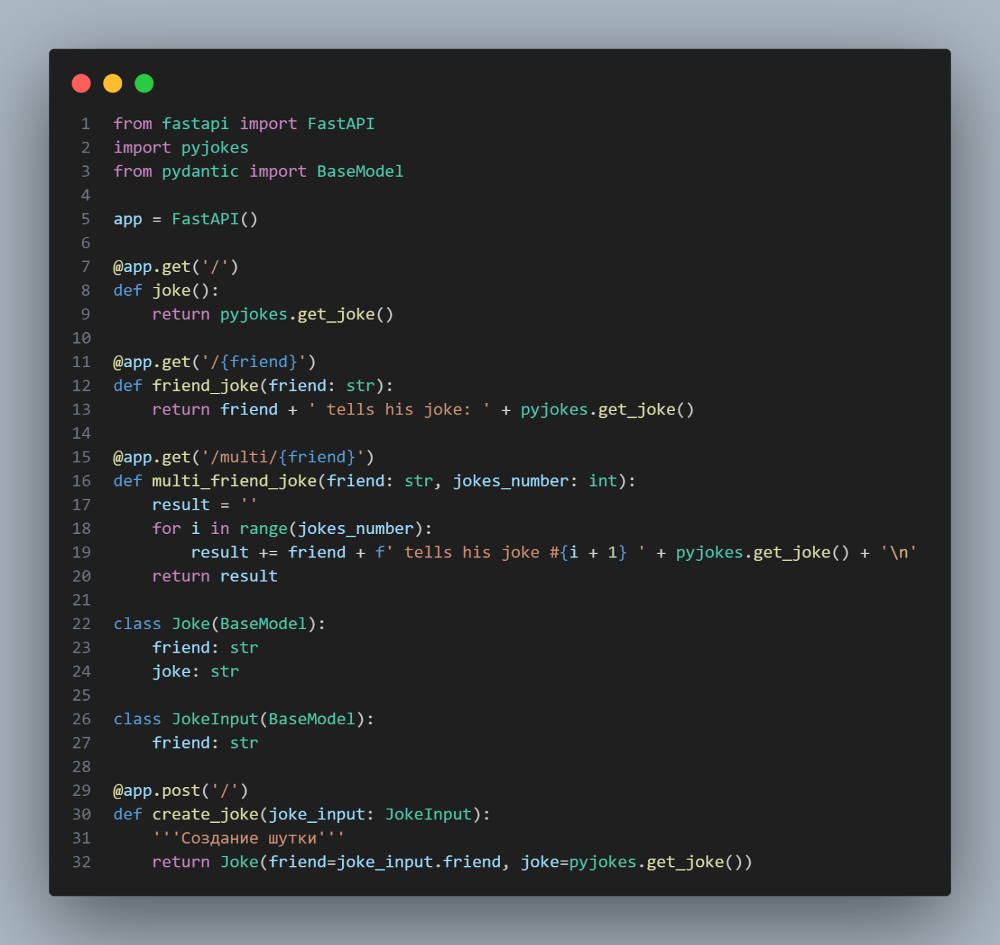 1 from fastapi import FastAPI
2 import pyjokes
3 from pydantic import BaseModel
4
5 app = FastAPI()
6
7 @app.get('/')
8 def joke():
9     return pyjokes.get_joke()
10
11 @app.get('/{friend}')
12 def friend_joke(friend: str):
13     return friend + ' tells his joke: ' + pyjokes.get_joke()
14
15 @app.get('/multi/{friend}')
16 def multi_friend_joke(friend: str, jokes_number: int):
17     result = ''
18     for i in range(jokes_number):
19         result += friend + f' tells his joke #{i + 1} ' + pyjokes.get_joke() + '\n'
20     return result
21
22 class Joke(BaseModel):
23     friend: str
24     joke: str
25
26 class JokeInput(BaseModel):
27     friend: str
28
29 @app.post('/')
30 def create_joke(joke_input: JokeInput):
31     '''Создание шутки'''
32     return Joke(friend=joke_input.friend, joke=pyjokes.get_joke())